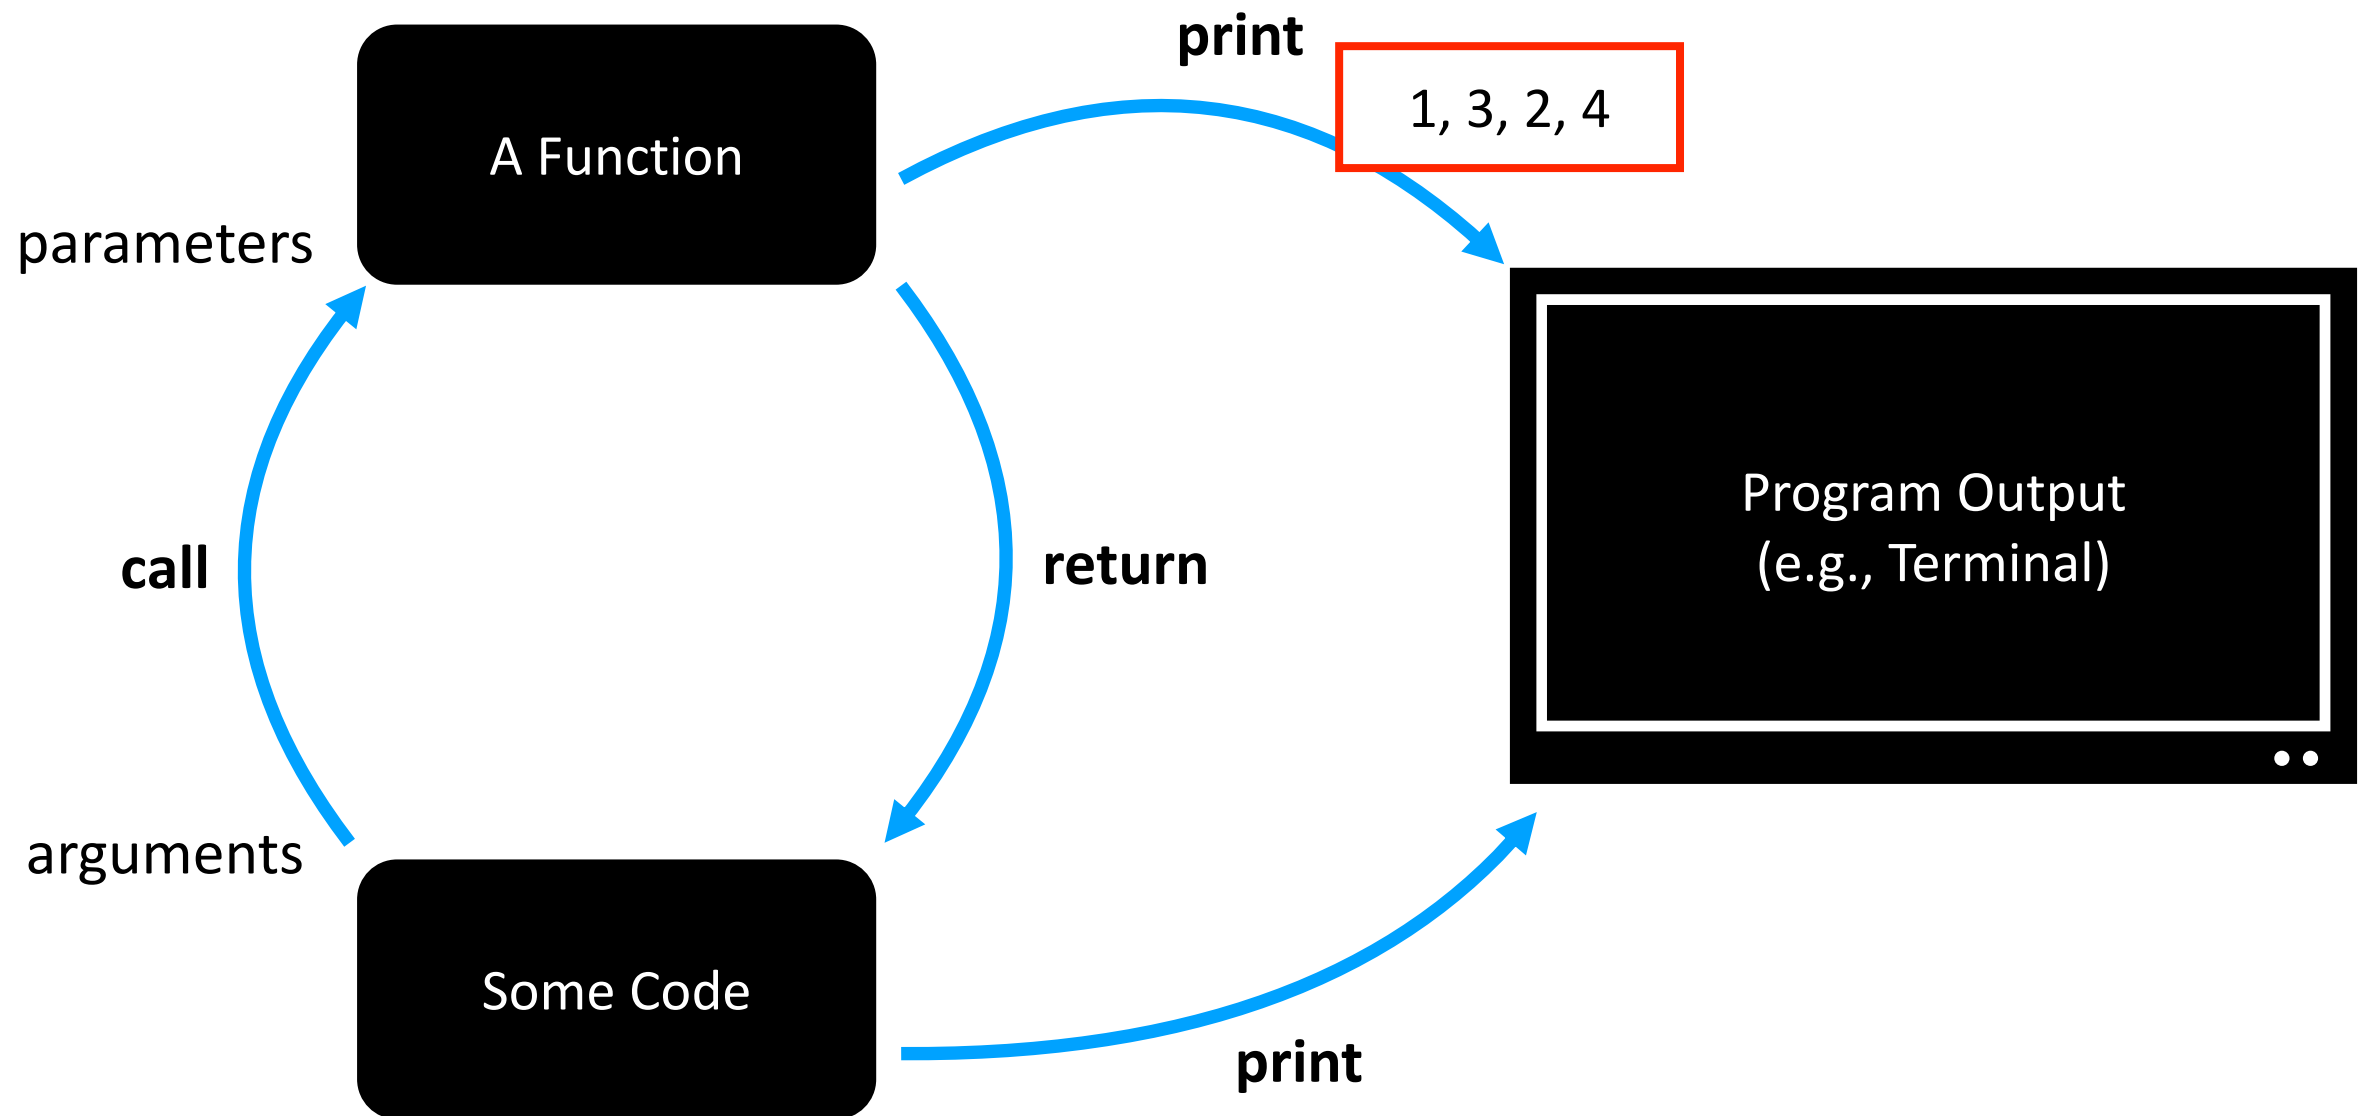 print
1, 3, 2, 4
A Function
parameters
Program Output
(e.g., Terminal)
call
return
arguments
Some Code
print